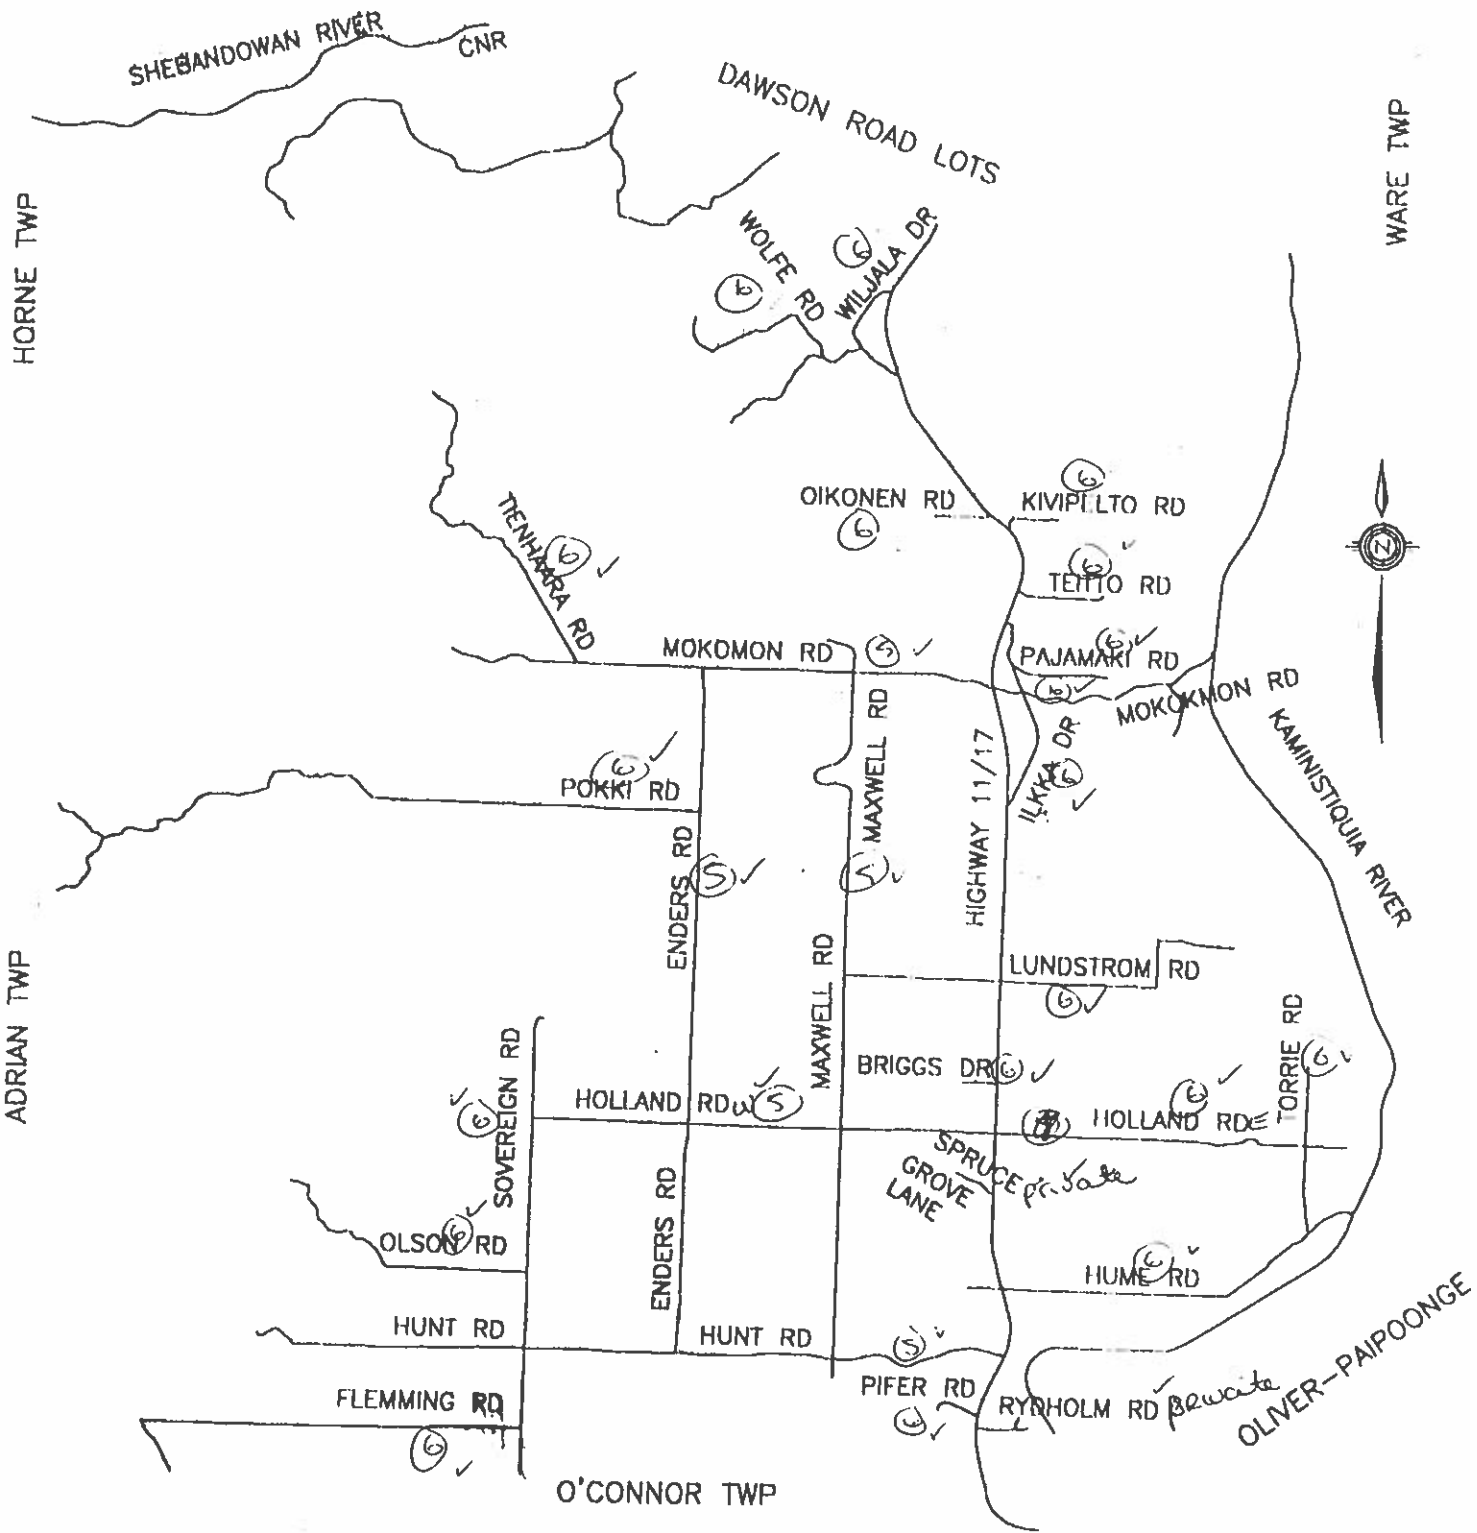 SHEBANDOWAN RIVER
CNR
DAWSON ROAD LOTS
WARE TWP
HORNE TWP
WOLFE RD
6
WILJALA DR
6
OIKONEN RD
6
KIVIPILTO RD
6
TIENHAARA RD
6 ✓
TEITTO RD
6 ✓
N
MOKOMON RD
5 ✓
PAJAMAKI RD
6 ✓
6 ✓
MOKOKMON RD
POKKI RD
6 ✓
ILKKA DR
6 ✓
KAMINISTIQUIA RIVER
HIGHWAY 11/17
MAXWELL RD
ENDERS RD
5 ✓
5 ✓
MAXWELL RD
LUNDSTROM RD
6 ✓
ADRIAN TWP
SOVEREIGN RD
6 ✓
HOLLAND RD W
5 ✓
BRIGGS DR
6 ✓
HOLLAND RD E
6 ✓
TORRIE RD
6 ✓
SPRUCE
GROVE
LANE
private ✓
OLSON RD
6 ✓
ENDERS RD
HUME RD
6 ✓
HUNT RD
HUNT RD
5 ✓
FLEMMING RD
6 ✓
PIFER RD
6 ✓
RYDHOLM RD ✓
OLIVER-PAIPOONGE
O'CONNOR TWP